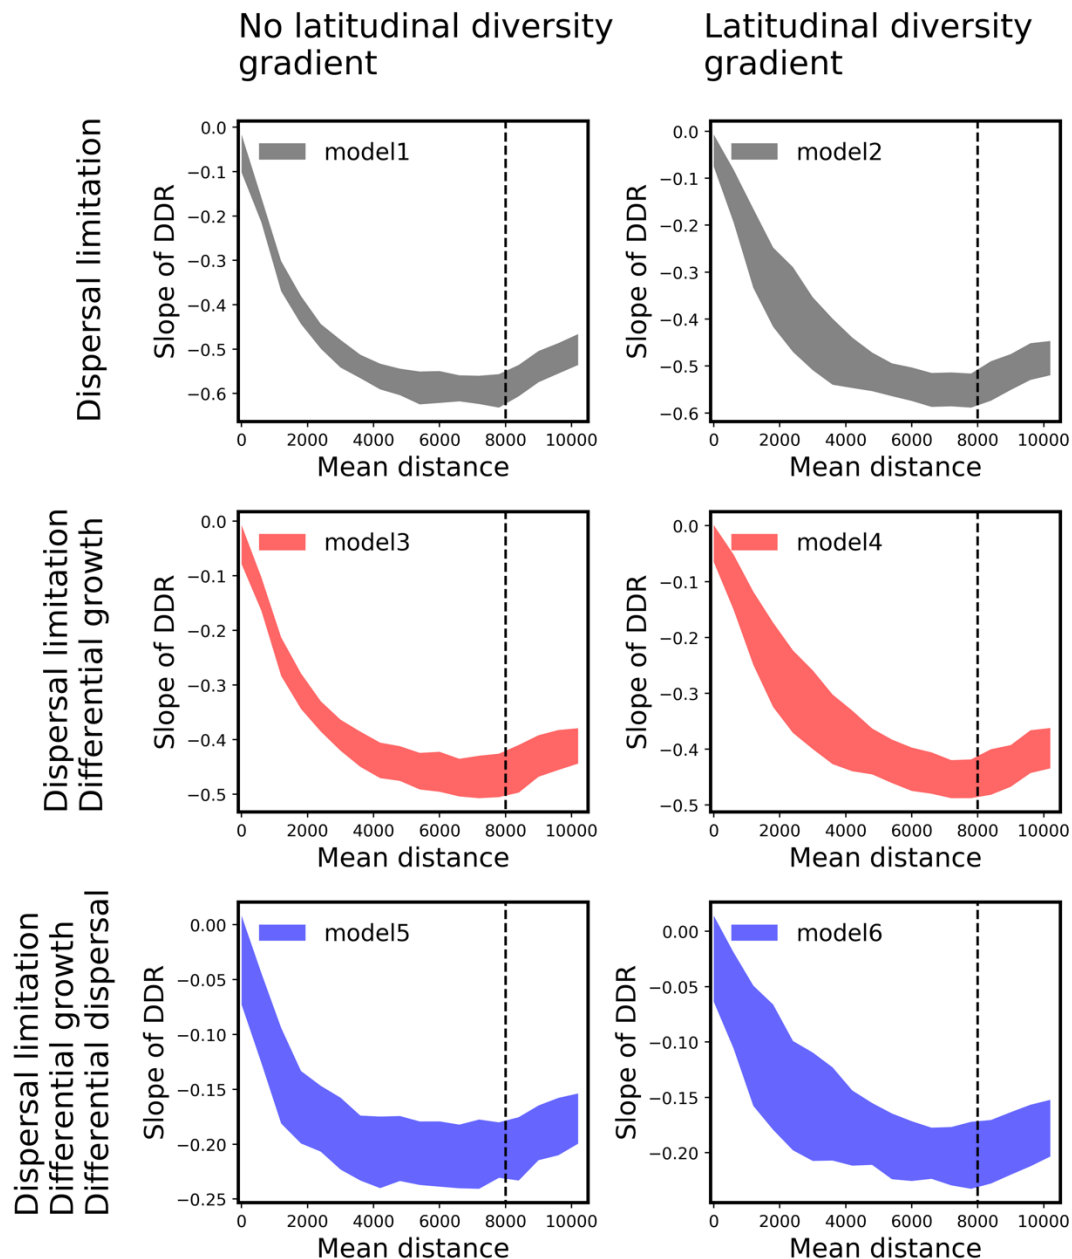 No latitudinal diversity
gradient
Latitudinal diversity
gradient
Dispersal limitation
Slope of DDR
0.0
−0.1
−0.2
−0.3
−0.4
−0.5
−0.6
model1
0 2000 4000 6000 8000 10000
Mean distance
Slope of DDR
0.0
−0.1
−0.2
−0.3
−0.4
−0.5
−0.6
model2
0 2000 4000 6000 8000 10000
Mean distance
Dispersal limitation
Differential growth
Slope of DDR
0.0
−0.1
−0.2
−0.3
−0.4
−0.5
model3
0 2000 4000 6000 8000 10000
Mean distance
Slope of DDR
0.0
−0.1
−0.2
−0.3
−0.4
−0.5
model4
0 2000 4000 6000 8000 10000
Mean distance
Dispersal limitation
Differential growth
Differential dispersal
Slope of DDR
0.00
−0.05
−0.10
−0.15
−0.20
−0.25
model5
0 2000 4000 6000 8000 10000
Mean distance
Slope of DDR
0.00
−0.05
−0.10
−0.15
−0.20
model6
0 2000 4000 6000 8000 10000
Mean distance